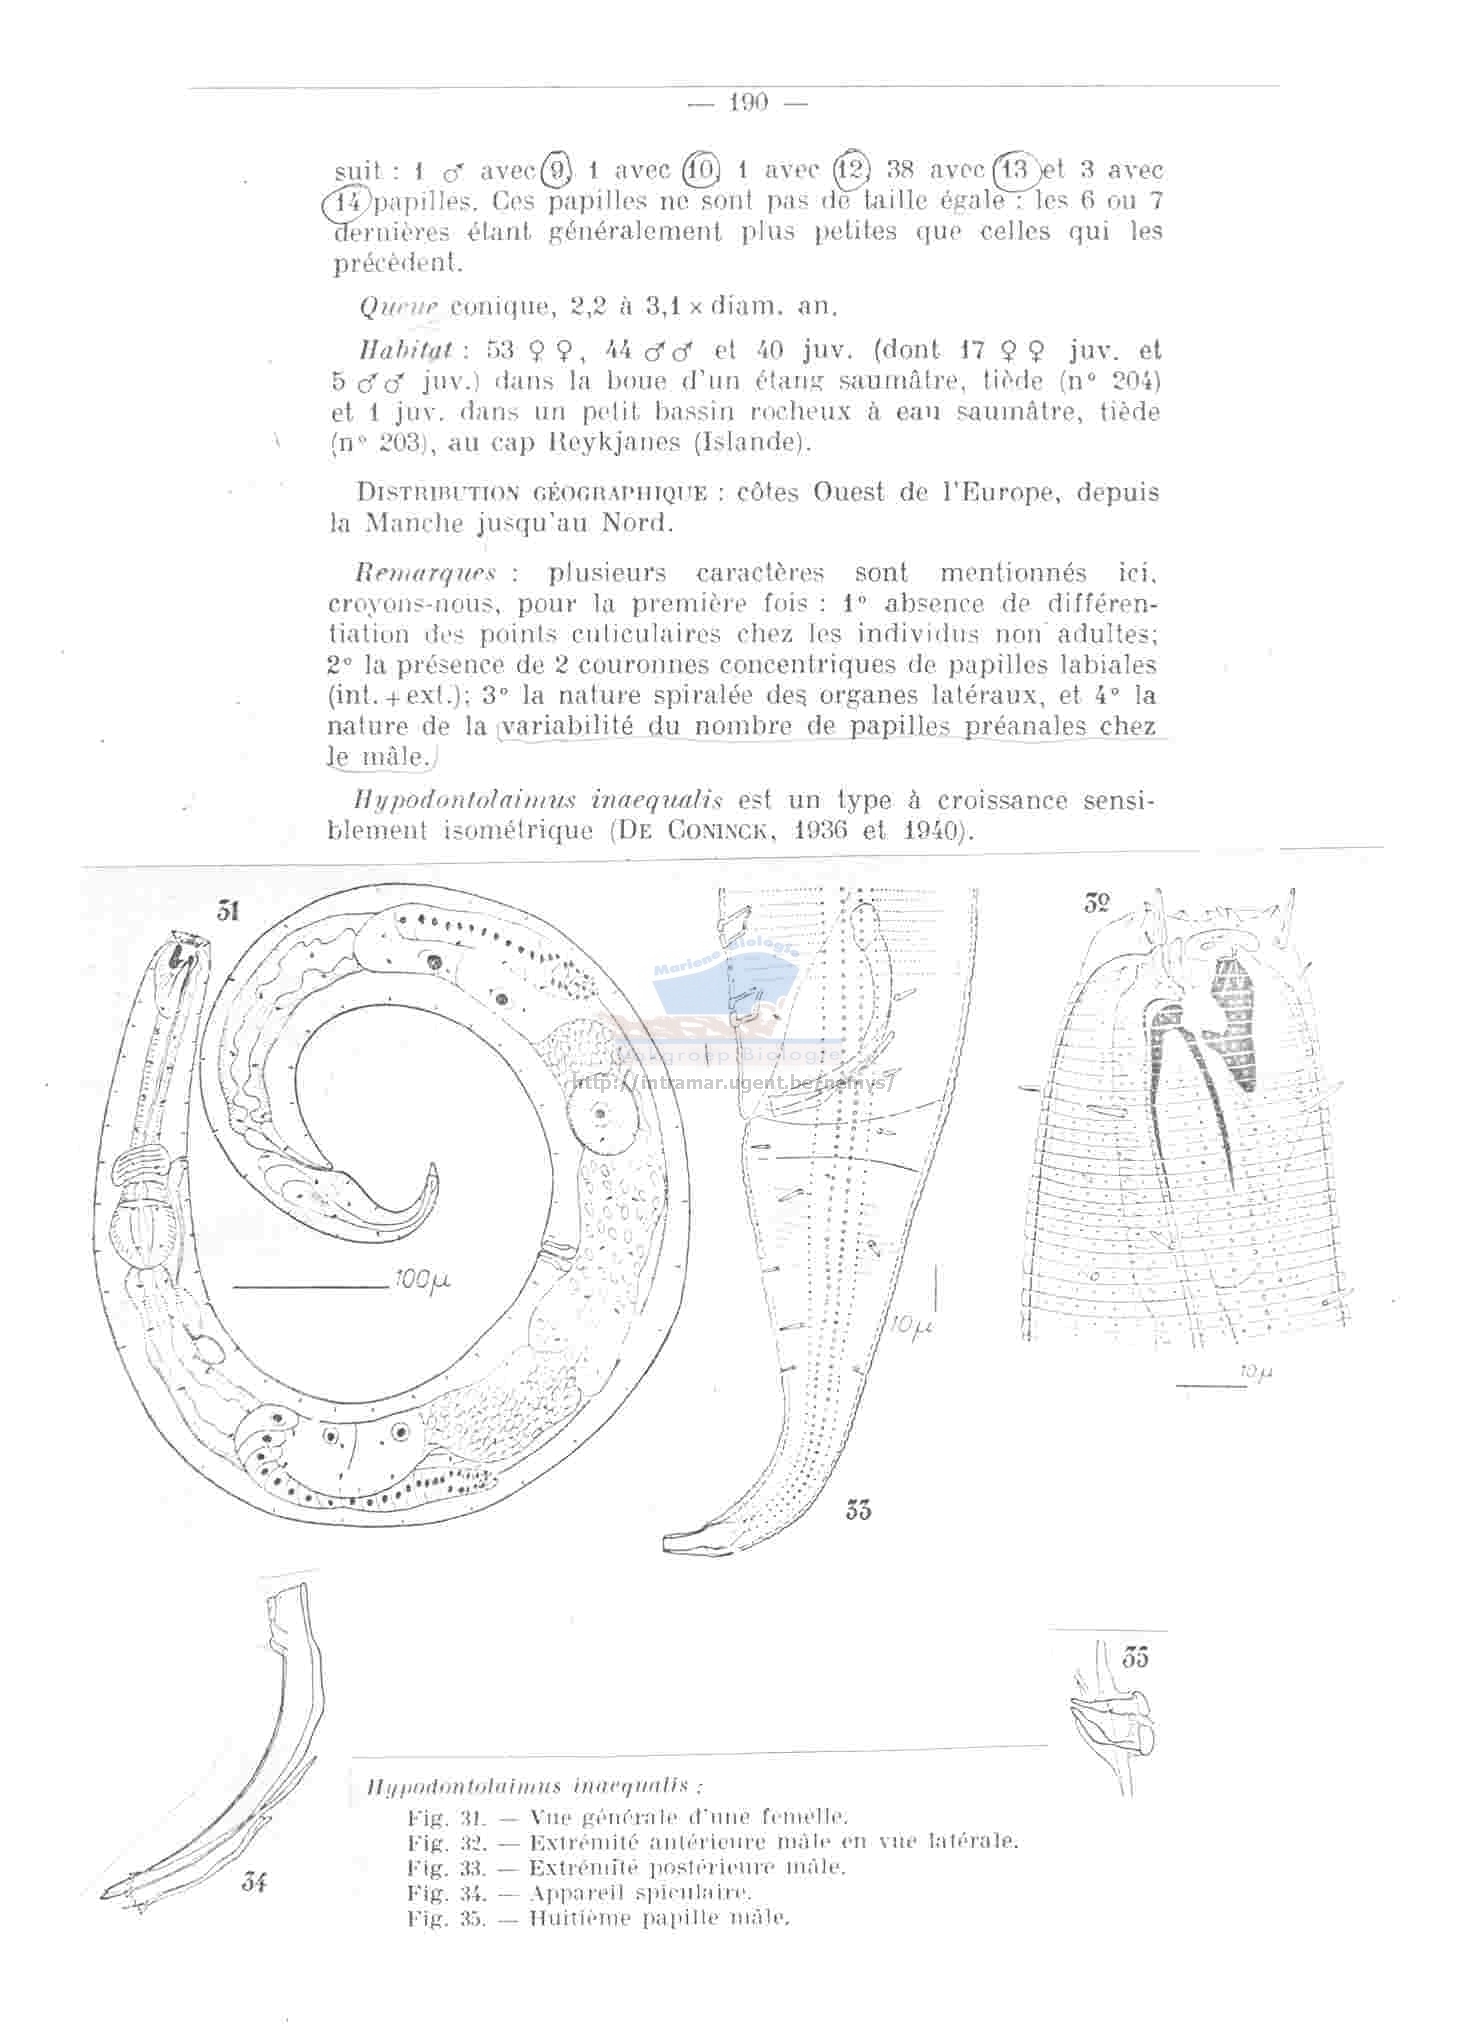 — 190 —
suit : 1 ♂ avec 9, 1 avec 10, 1 avec 12, 38 avec 13 et 3 avec
14 papilles. Ces papilles ne sont pas de taille égale : les 6 ou 7
dernières étant généralement plus petites que celles qui les
précèdent.
Queue conique, 2,2 à 3,1 × diam. an.
Habitat : 53 ♀♀, 44 ♂♂ et 40 juv. (dont 17 ♀♀ juv. et
5 ♂♂ juv.) dans la boue d'un étang saumâtre, tiède (n° 204)
et 1 juv. dans un petit bassin rocheux à eau saumâtre, tiède
(n° 203), au cap Reykjanes (Islande).
DISTRIBUTION GÉOGRAPHIQUE : côtes Ouest de l'Europe, depuis
la Manche jusqu'au Nord.
Remarques : plusieurs caractères sont mentionnés ici,
croyons-nous, pour la première fois : 1° absence de différen-
tiation des points cuticulaires chez les individus non adultes;
2° la présence de 2 couronnes concentriques de papilles labiales
(int. + ext.); 3° la nature spiralée des organes latéraux, et 4° la
nature de la variabilité du nombre de papilles préanales chez
le mâle.
Hypodontolaimus inaequalis est un type à croissance sensi-
blement isométrique (DE CONINCK, 1936 et 1940).
31
32
Mariene Biologie
Vakgroep Biologie
http://intramar.ugent.be/nemys/
100µ
10µ
10µ
33
35
34
Hypodontolaimus inaequalis :
Fig. 31. — Vue générale d'une femelle.
Fig. 32. — Extrémité antérieure mâle en vue latérale.
Fig. 33. — Extrémité postérieure mâle.
Fig. 34. — Appareil spiculaire.
Fig. 35. — Huitième papille mâle.